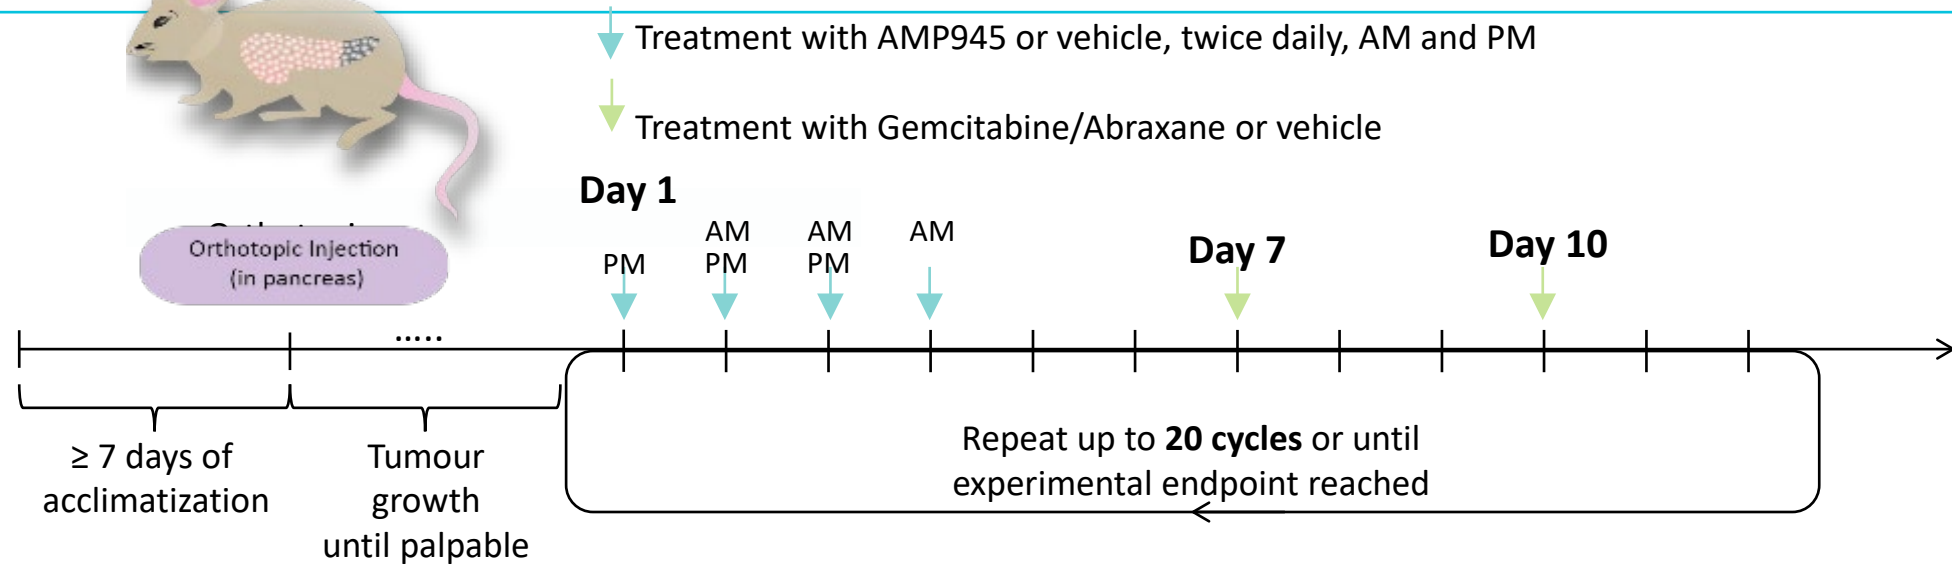 Treatment with AMP945 or vehicle, twice daily, AM and PM
Treatment with Gemcitabine/Abraxane or vehicle
Day 1
Orthotopic Injection
(in pancreas)
PM
AM
PM
AM
PM
AM
Day 7
Day 10
.....
≥ 7 days of
acclimatization
Tumour
growth
until palpable
Repeat up to 20 cycles or until
experimental endpoint reached